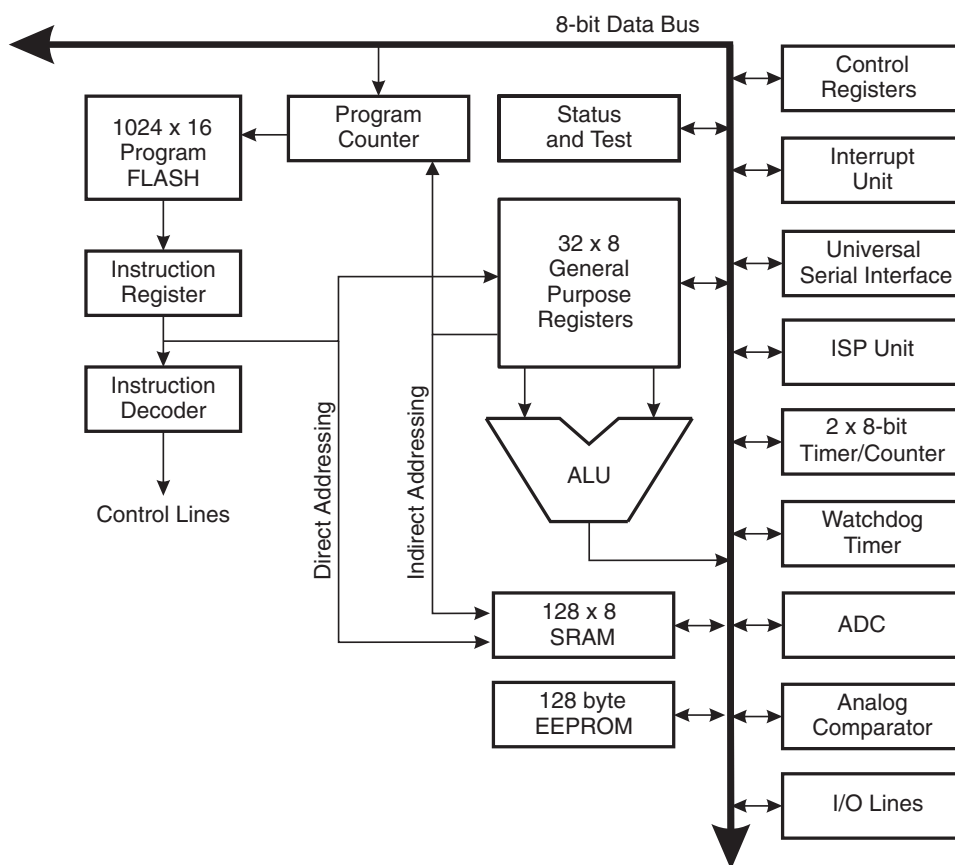 8-bit Data Bus
1024 x 16
Program
FLASH
Program
Counter
Status
and Test
Control
Registers
Interrupt
Unit
Instruction
Register
32 x 8
General
Purpose
Registers
Universal
Serial Interface
ISP Unit
Instruction
Decoder
Control Lines
Direct Addressing
Indirect Addressing
ALU
2 x 8-bit
Timer/Counter
Watchdog
Timer
128 x 8
SRAM
ADC
128 byte
EEPROM
Analog
Comparator
I/O Lines